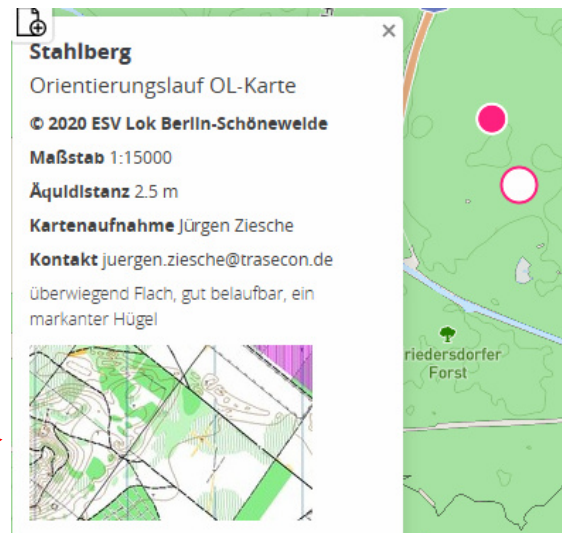 Stahlberg
Orientierungslauf OL-Karte
© 2020 ESV Lok Berlin-Schöneweide
Maßstab 1:15000
Äquidistanz 2.5 m
Kartenaufnahme Jürgen Ziesche
Kontakt juergen.ziesche@trasecon.de
überwiegend Flach, gut belaufbar, ein
markanter Hügel
riedersdorfer
Forst